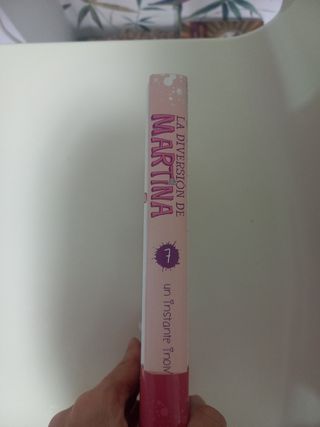 LA DIVERSIÓN DE
MARTINA
7
un instante